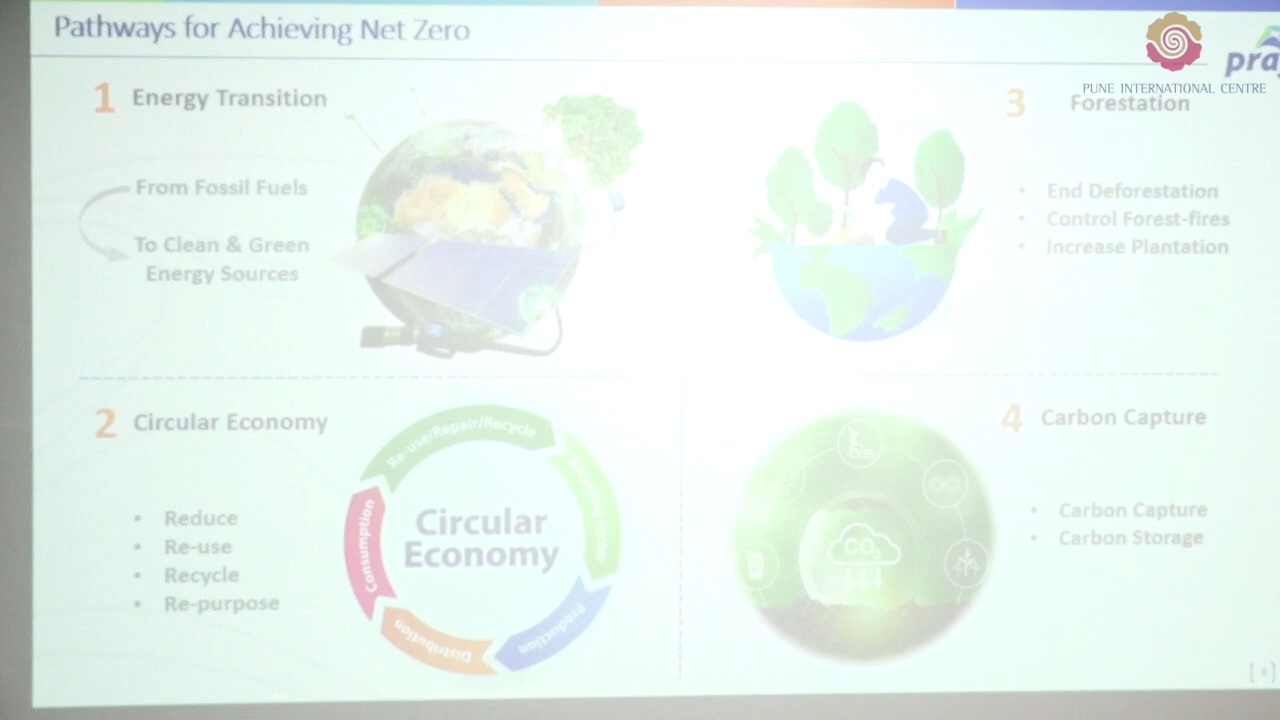 Pathways for Achieving Net Zero
PUNE INTERNATIONAL CENTRE
1 Energy Transition
From Fossil Fuels
To Clean & Green
Energy Sources
3 Forestation
• End Deforestation
• Control Forest-fires
• Increase Plantation
2 Circular Economy
• Reduce
• Re-use
• Recycle
• Re-purpose
Re-use/Repair/Recycle
Production
Distribution
Consumption
Circular
Economy
4 Carbon Capture
• Carbon Capture
• Carbon Storage
CO₂